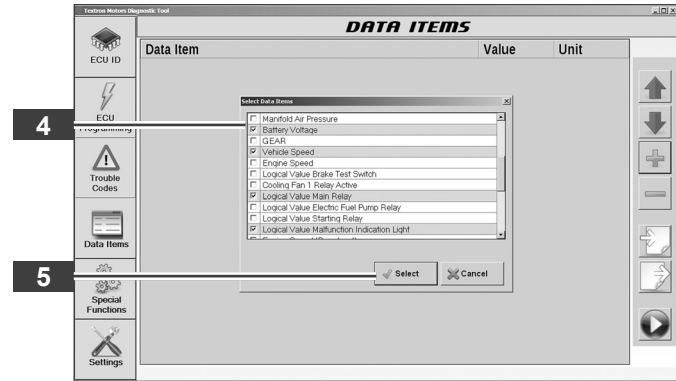 Textron Motors Diagnostic Tool
DATA ITEMS
ECU ID
Data Item Value Unit
ECU
Programming
Trouble
Codes
Data Items
Special
Functions
Settings
4
5
Select Data Items
Manifold Air Pressure
Battery Voltage
GEAR
Vehicle Speed
Engine Speed
Logical Value Brake Test Switch
Cooling Fan 1 Relay Active
Logical Value Main Relay
Logical Value Electric Fuel Pump Relay
Logical Value Starting Relay
Logical Value Malfunction Indication Light
Select
Cancel